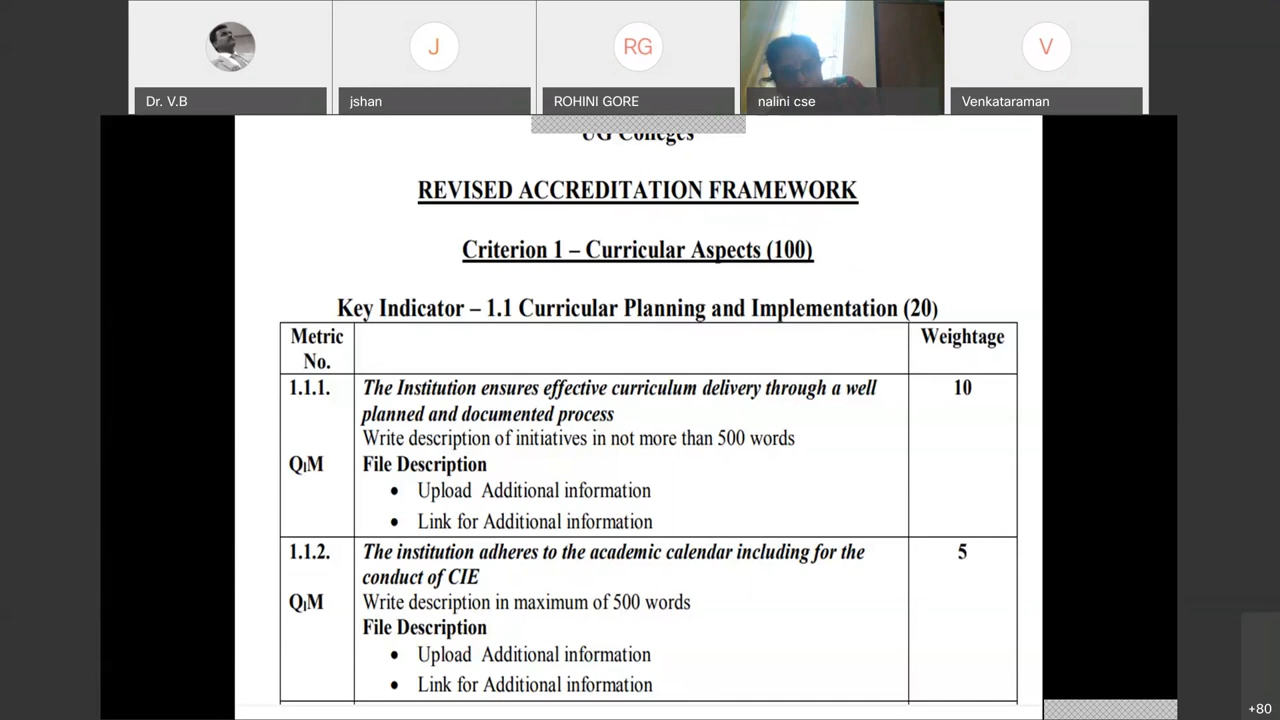 J
RG
V
Dr. V.B
jshan
ROHINI GORE
nalini cse
Venkataraman
UG Colleges
REVISED ACCREDITATION FRAMEWORK
Criterion 1 – Curricular Aspects (100)
Key Indicator – 1.1 Curricular Planning and Implementation (20)
Metric No.
Weightage
1.1.1.
The Institution ensures effective curriculum delivery through a well
10
planned and documented process
Write description of initiatives in not more than 500 words
QlM
File Description
• Upload Additional information
• Link for Additional information
1.1.2.
The institution adheres to the academic calendar including for the
5
conduct of CIE
QlM
Write description in maximum of 500 words
File Description
• Upload Additional information
• Link for Additional information
+80